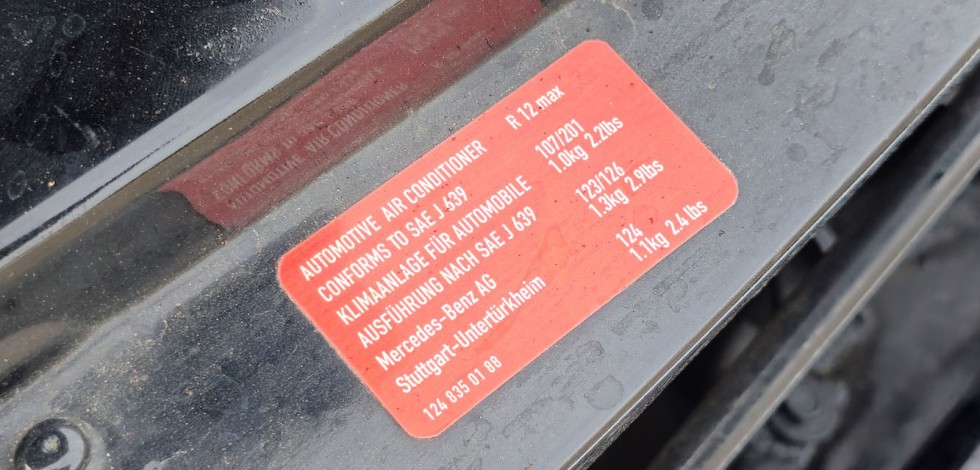 AUTOMOTIVE AIR CONDITIONER
CONFORMS TO SAE J 639
KLIMAANLAGE FÜR AUTOMOBILE
AUSFÜHRUNG NACH SAE J 639
Mercedes-Benz AG
Stuttgart-Untertürkheim
124 835 01 88
R 12 max
107/201
1.0kg 2.2lbs
123/126
1.3kg 2.9lbs
124
1.1kg 2.4lbs